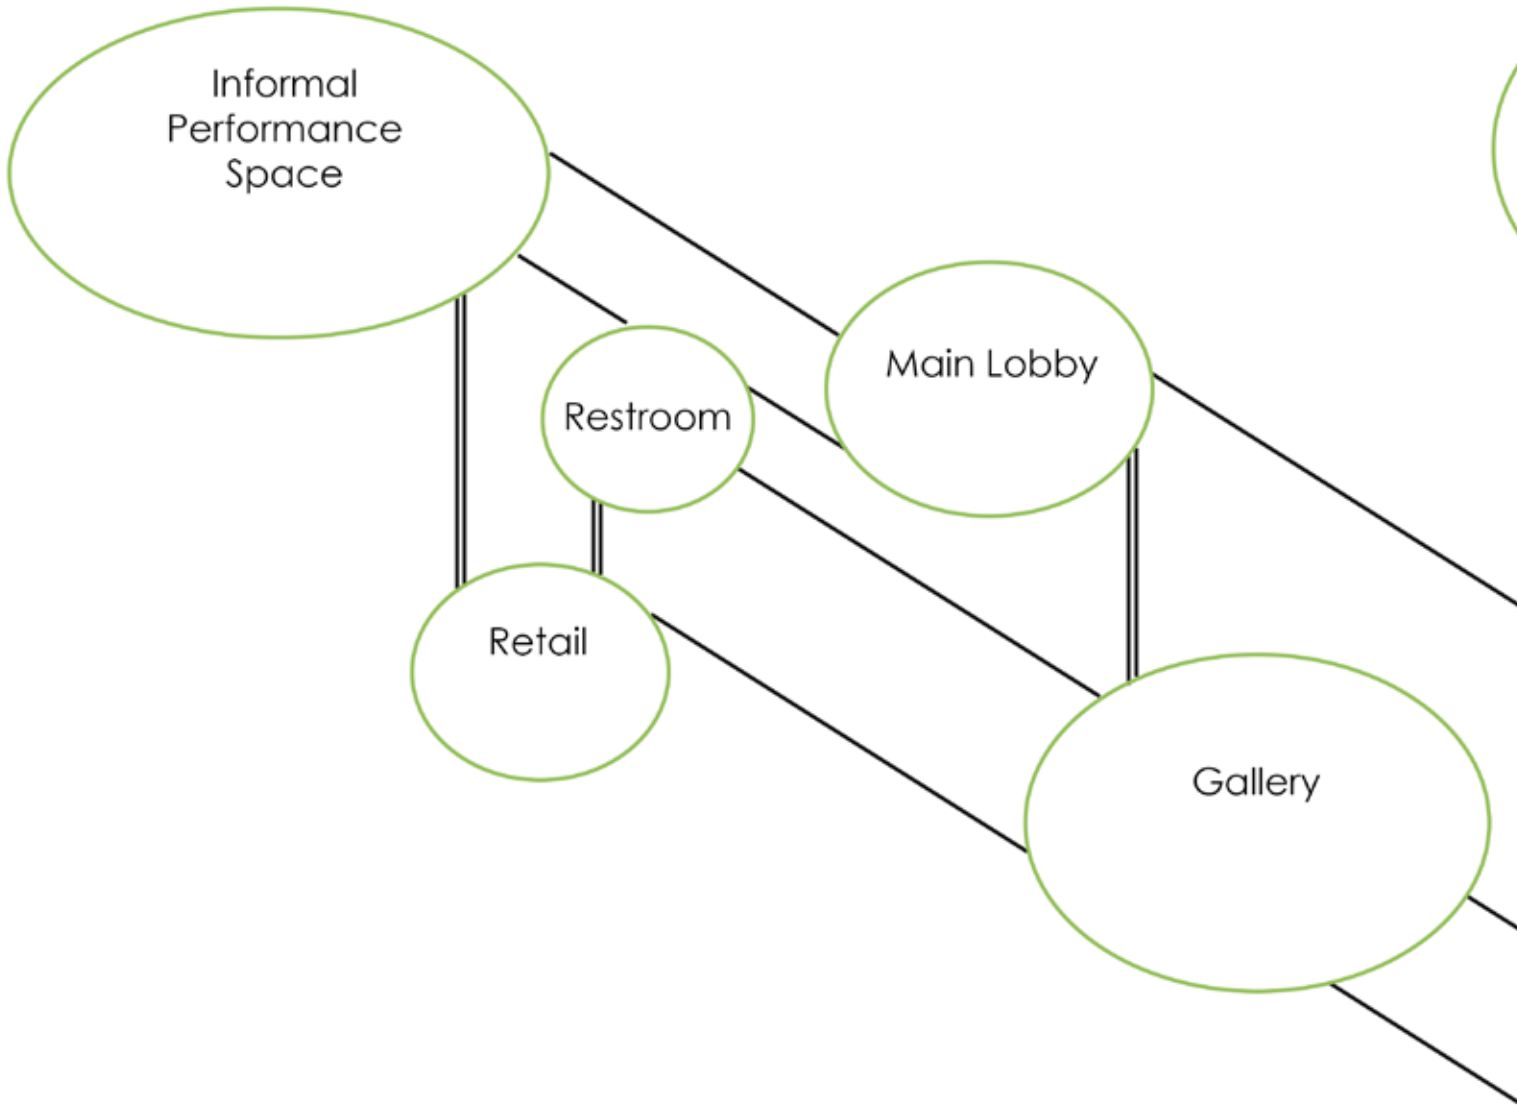 Informal
Performance
Space
Main Lobby
Restroom
Retail
Gallery